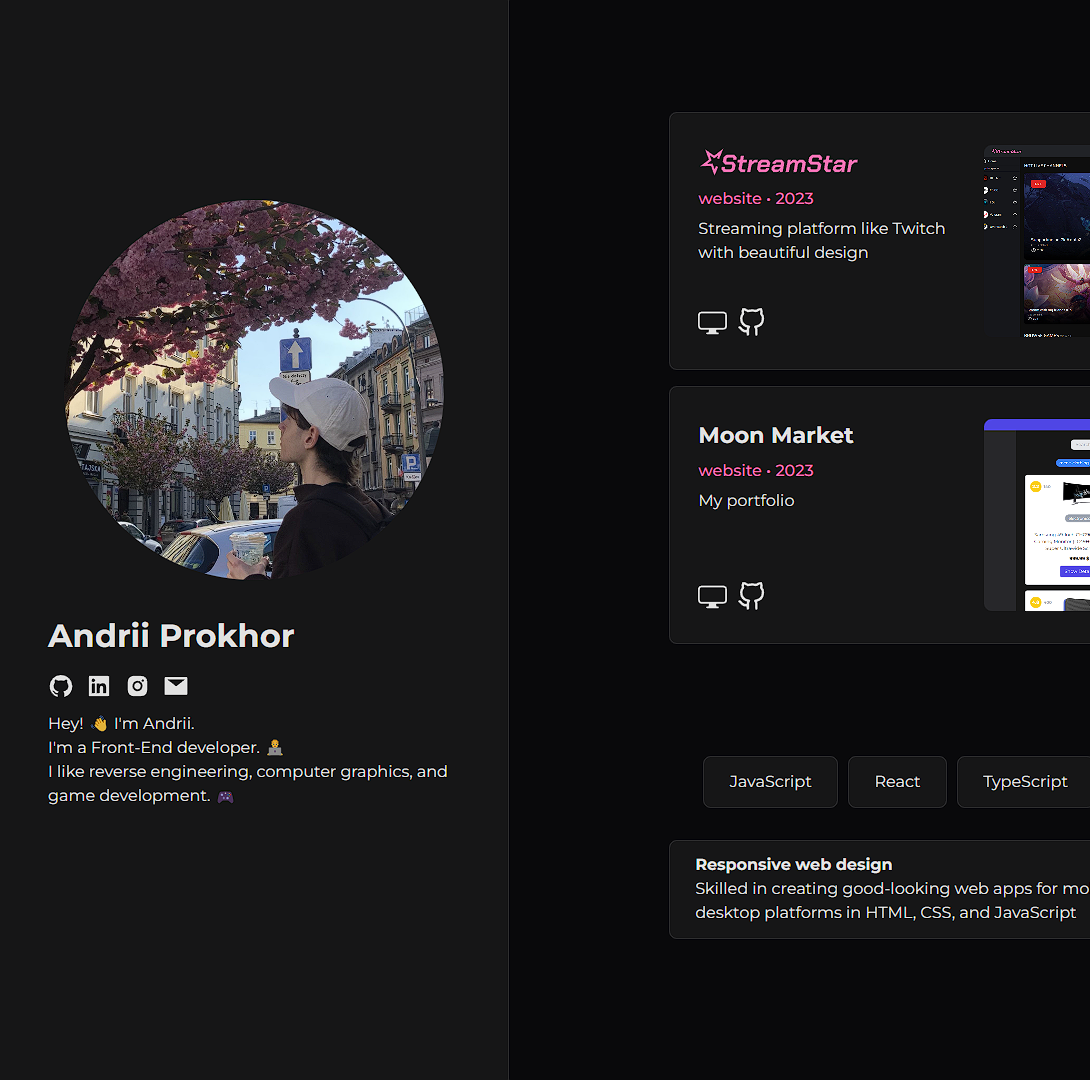 Andrii Prokhor
Hey! 👋 I'm Andrii.
I'm a Front-End developer. 👨‍💻
I like reverse engineering, computer graphics, and
game development. 🎮
StreamStar
website • 2023
Streaming platform like Twitch
with beautiful design
StreamStar
Moon Market
website • 2023
My portfolio
JavaScript
React
TypeScript
Responsive web design
Skilled in creating good-looking web apps for mo
desktop platforms in HTML, CSS, and JavaScript